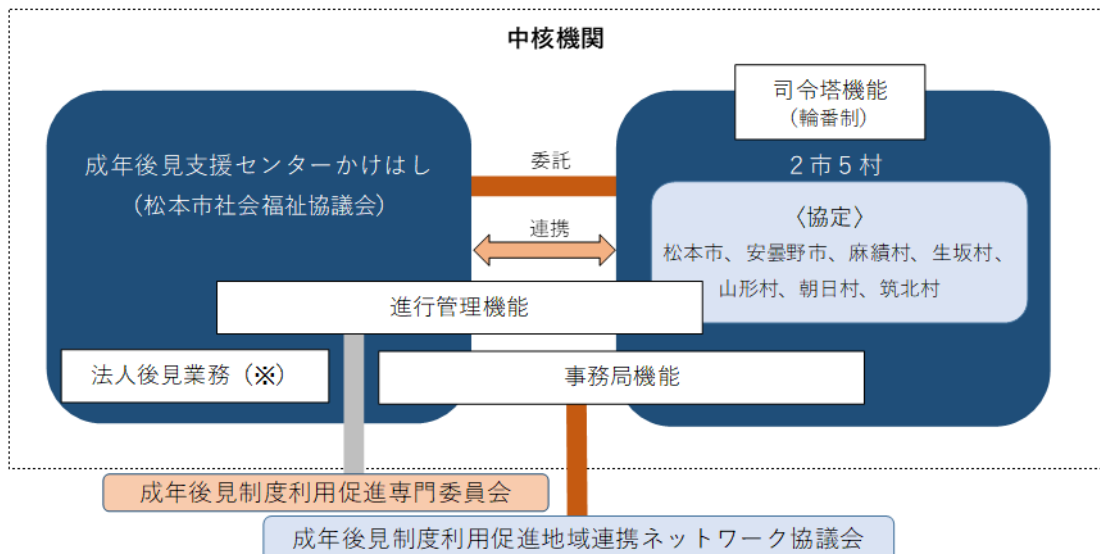 中核機関
成年後見支援センターかけはし
(松本市社会福祉協議会)
委託
連携
司令塔機能
(輪番制)
２市５村
〈協定〉
松本市、安曇野市、麻績村、生坂村、
山形村、朝日村、筑北村
進行管理機能
法人後見業務（※）
事務局機能
成年後見制度利用促進専門委員会
成年後見制度利用促進地域連携ネットワーク協議会